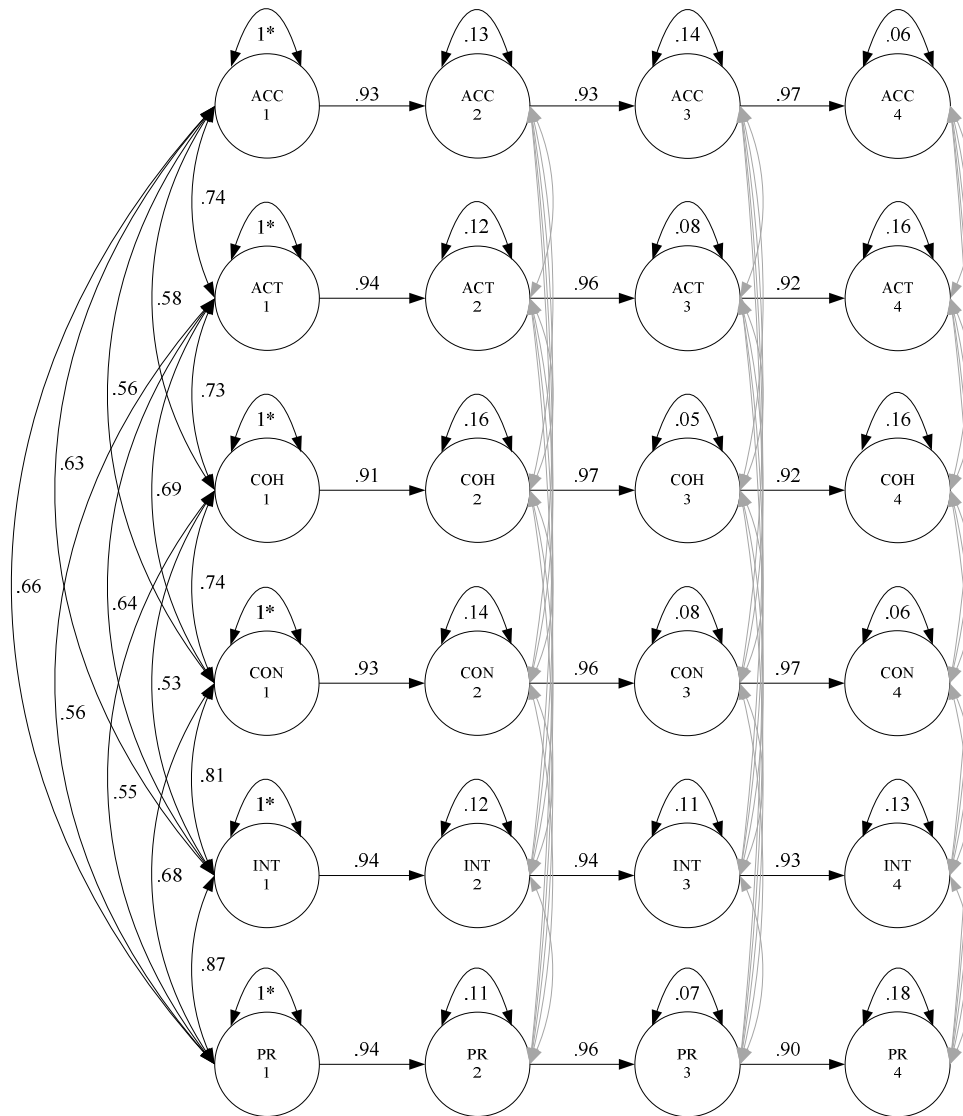 1* .13 .14 .06
ACC ACC ACC ACC
.93 .93 .97
1 2 3 4
.74
1* .12 .08 .16
ACT ACT ACT ACT
.94 .96 .92
1 2 3 4
.58
.56 .73
1* .16 .05 .16
.63
COH COH COH COH
.69 .91 .97 .92
1 2 3 4
.66 .64 .74
1* .14 .08 .06
CON CON CON CON
.53 .93 .96 .97
1 2 3 4
.56
.55 .81
1* .12 .11 .13
INT INT INT INT
.68 .94 .94 .93
1 2 3 4
.87
1* .11 .07 .18
PR PR PR PR
.94 .96 .90
1 2 3 4